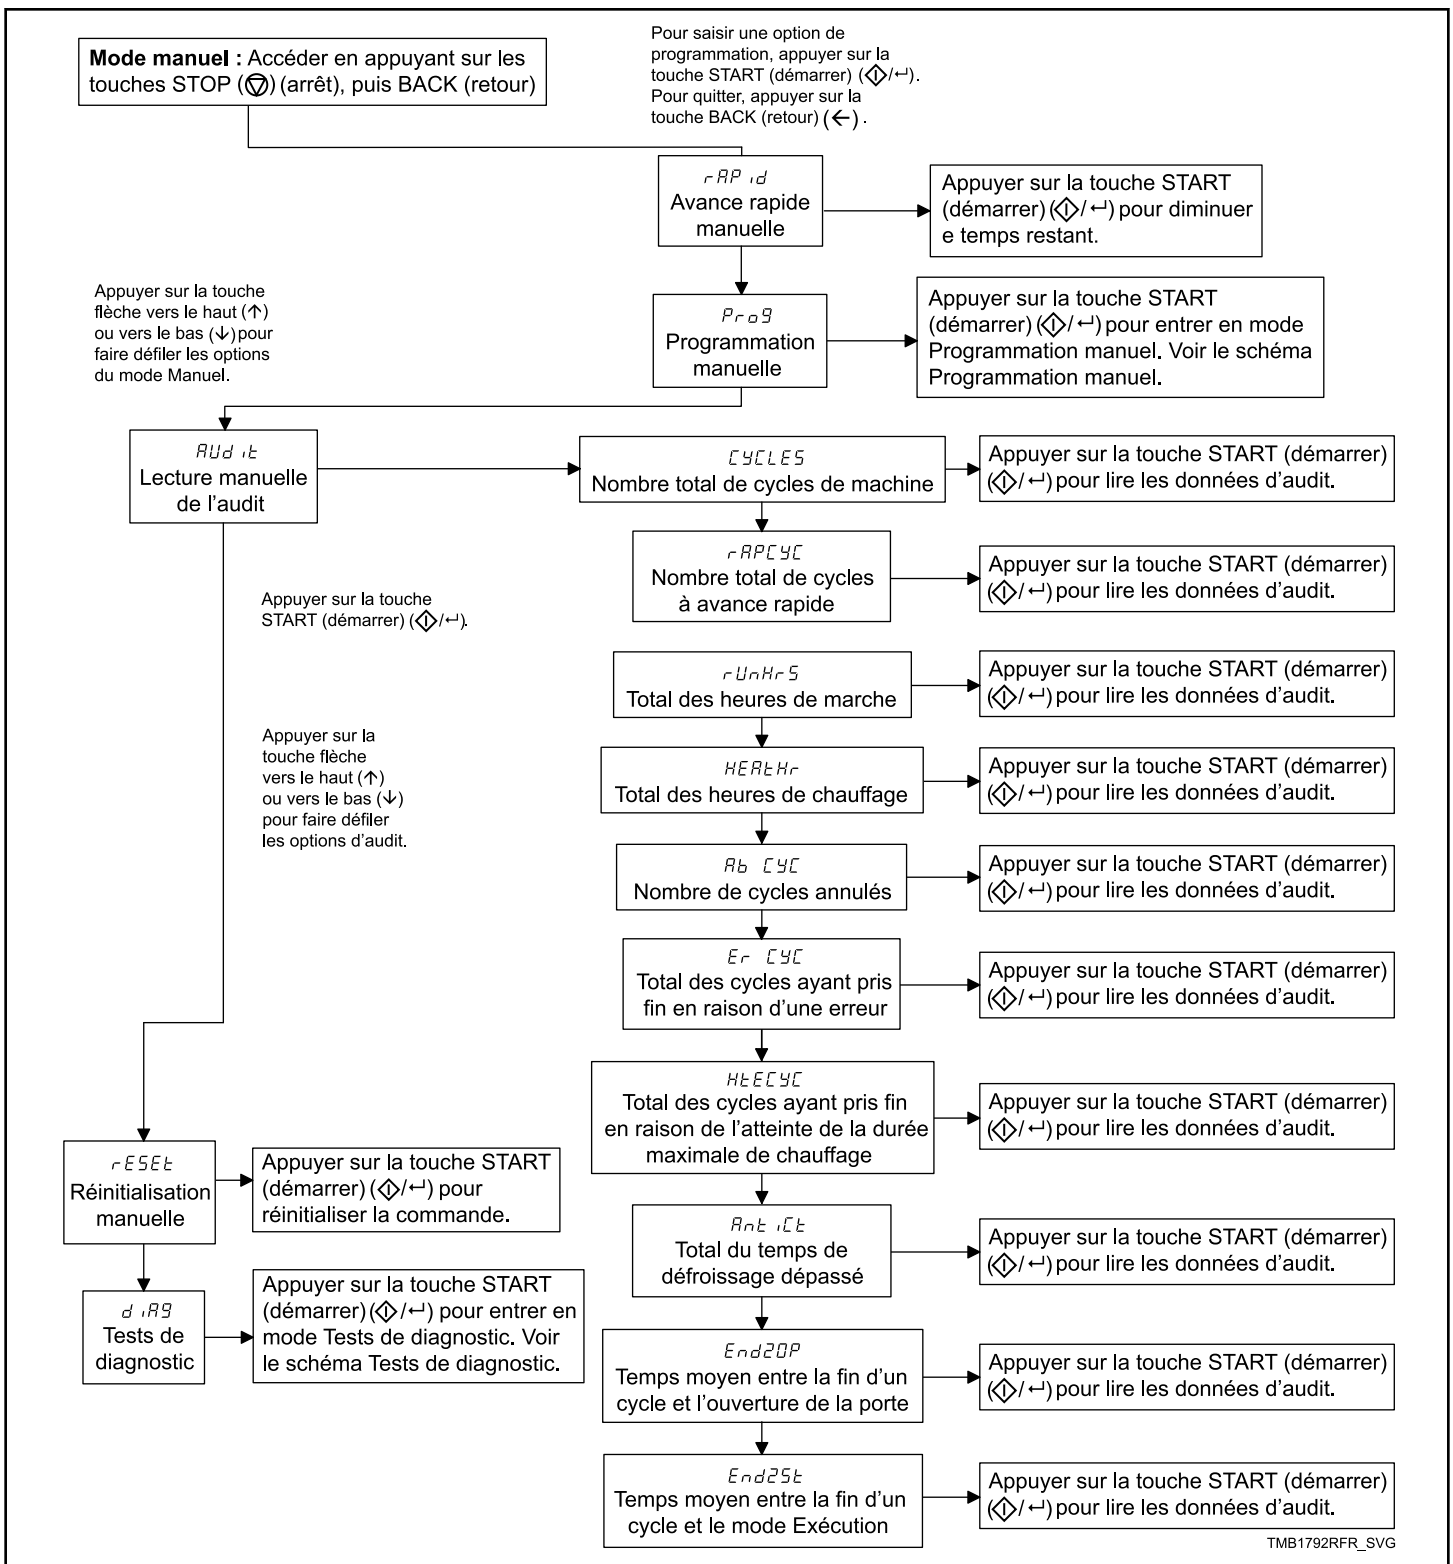 Mode manuel : Accéder en appuyant sur les
touches STOP (▽) (arrêt), puis BACK (retour)
Pour saisir une option de
programmation, appuyer sur la
touche START (démarrer) (/↵).
Pour quitter, appuyer sur la
touche BACK (retour) (←) .
rAPid
Avance rapide
manuelle
Appuyer sur la touche START
(démarrer) (/↵) pour diminuer
e temps restant.
Appuyer sur la touche
flèche vers le haut (↑)
ou vers le bas (↓) pour
faire défiler les options
du mode Manuel.
Prog
Programmation
manuelle
Appuyer sur la touche START
(démarrer) (/↵) pour entrer en mode
Programmation manuel. Voir le schéma
Programmation manuel.
AUdit
Lecture manuelle
de l’audit
CYCLES
Nombre total de cycles de machine
Appuyer sur la touche START (démarrer)
(/↵) pour lire les données d’audit.
rAPCYC
Nombre total de cycles
à avance rapide
Appuyer sur la touche START (démarrer)
(/↵) pour lire les données d’audit.
Appuyer sur la touche
START (démarrer) (/↵).
rUnHrS
Total des heures de marche
Appuyer sur la touche START (démarrer)
(/↵) pour lire les données d’audit.
Appuyer sur la
touche flèche
vers le haut (↑)
ou vers le bas (↓)
pour faire défiler
les options d’audit.
HEAtHr
Total des heures de chauffage
Appuyer sur la touche START (démarrer)
(/↵) pour lire les données d’audit.
Ab CYC
Nombre de cycles annulés
Appuyer sur la touche START (démarrer)
(/↵) pour lire les données d’audit.
Er CYC
Total des cycles ayant pris
fin en raison d’une erreur
Appuyer sur la touche START (démarrer)
(/↵) pour lire les données d’audit.
HtECYC
Total des cycles ayant pris fin
en raison de l’atteinte de la durée
maximale de chauffage
Appuyer sur la touche START (démarrer)
(/↵) pour lire les données d’audit.
rESEt
Réinitialisation
manuelle
Appuyer sur la touche START
(démarrer) (/↵) pour
réinitialiser la commande.
AntiCt
Total du temps de
défroissage dépassé
Appuyer sur la touche START (démarrer)
(/↵) pour lire les données d’audit.
diAg
Tests de
diagnostic
Appuyer sur la touche START
(démarrer) (/↵) pour entrer en
mode Tests de diagnostic. Voir
le schéma Tests de diagnostic.
End2OP
Temps moyen entre la fin d’un
cycle et l’ouverture de la porte
Appuyer sur la touche START (démarrer)
(/↵) pour lire les données d’audit.
End2St
Temps moyen entre la fin d’un
cycle et le mode Exécution
Appuyer sur la touche START (démarrer)
(/↵) pour lire les données d’audit.
TMB1792RFR_SVG